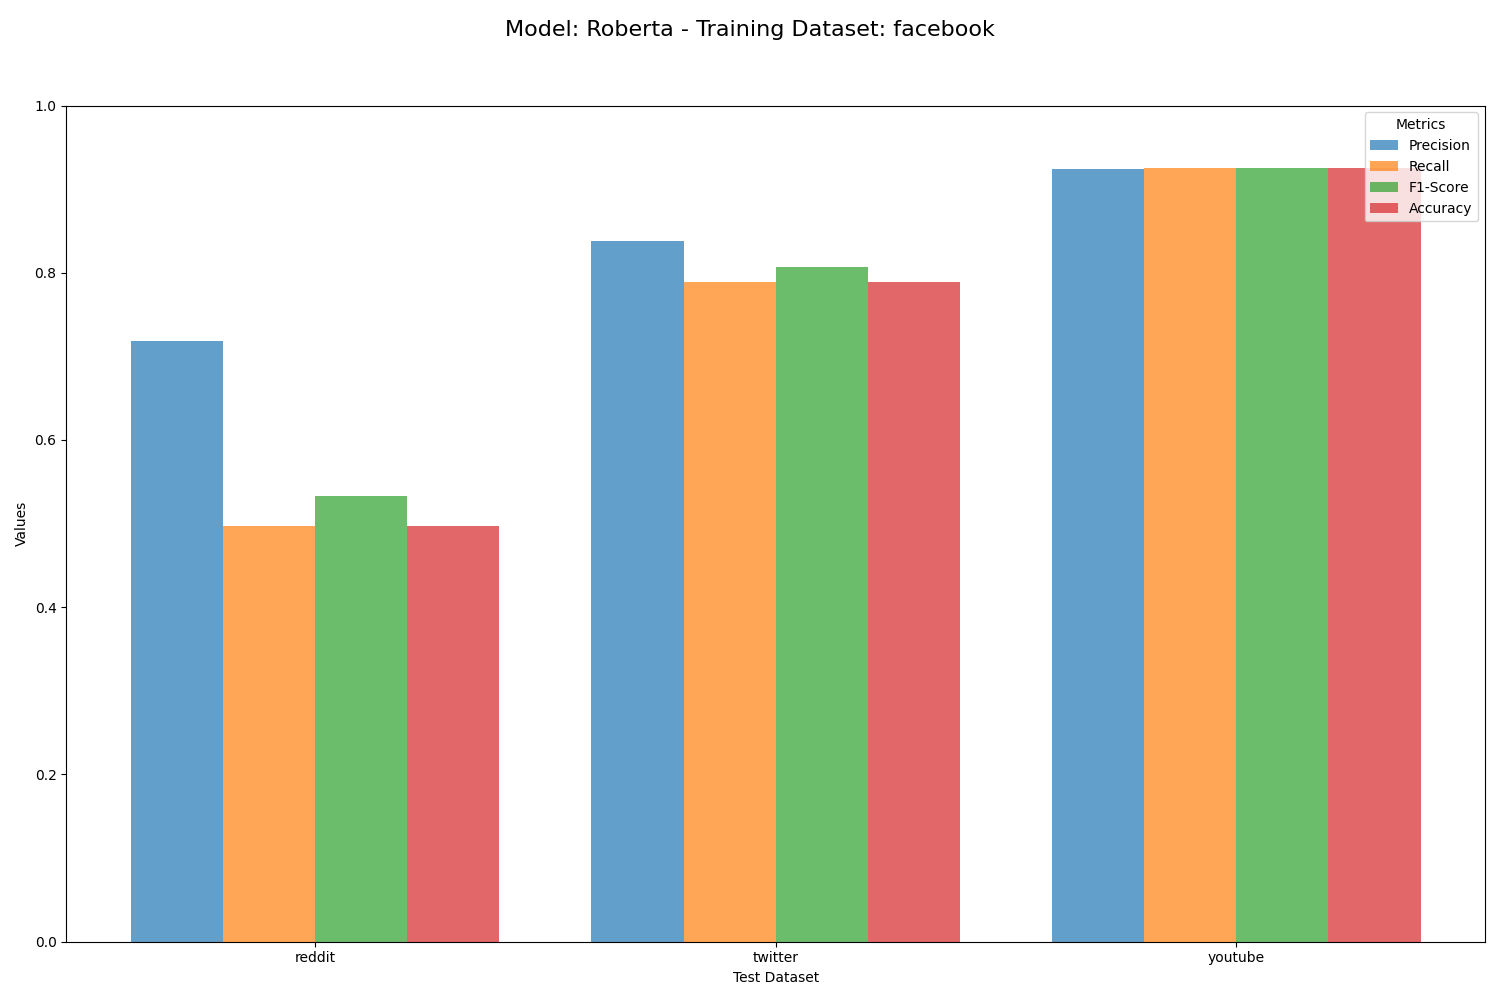 Model: Roberta - Training Dataset: facebook
1.0
0.8
0.6
0.4
0.2
0.0
Values
Metrics
Precision
Recall
F1-Score
Accuracy
reddit
twitter
youtube
Test Dataset